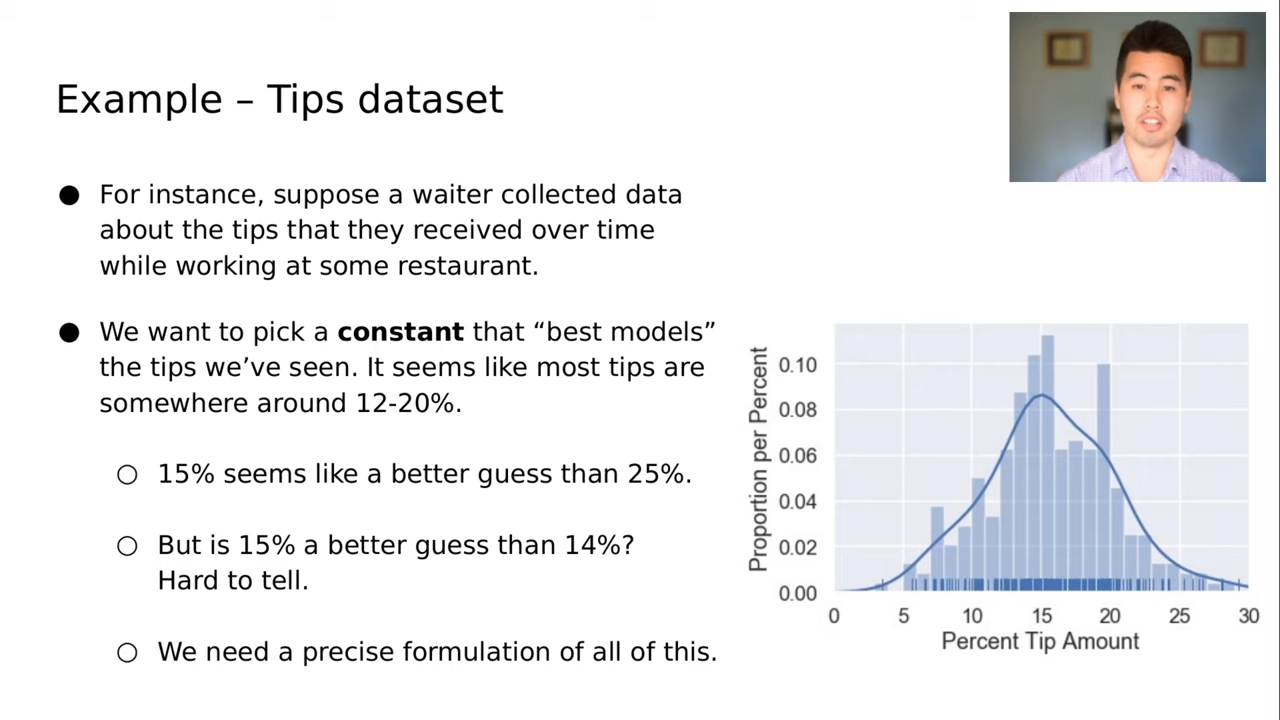 Example – Tips dataset
● For instance, suppose a waiter collected data
about the tips that they received over time
while working at some restaurant.
● We want to pick a constant that “best models”
the tips we’ve seen. It seems like most tips are
somewhere around 12-20%.
○ 15% seems like a better guess than 25%.
○ But is 15% a better guess than 14%?
Hard to tell.
○ We need a precise formulation of all of this.
Proportion per Percent
0.10
0.08
0.06
0.04
0.02
0.00
0 5 10 15 20 25 30
Percent Tip Amount